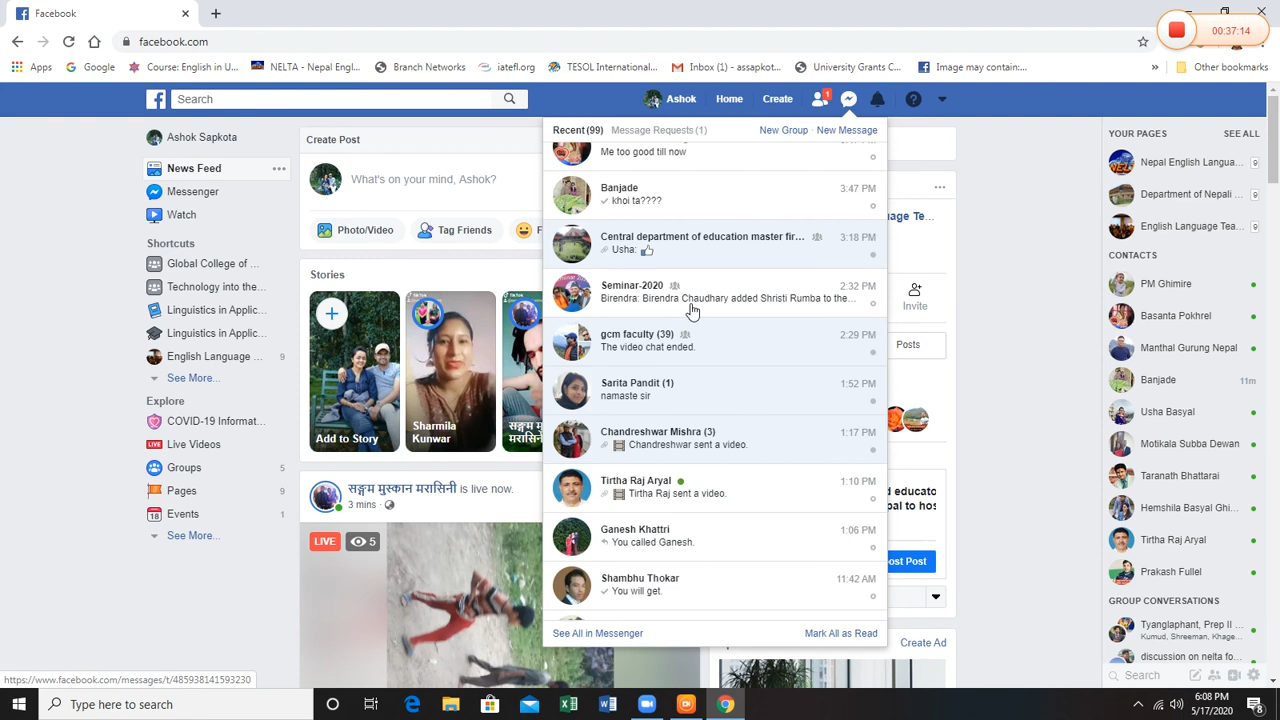 Facebook
00:37:14
facebook.com
Apps
Google
Course: English in U...
NELTA - Nepal Engl...
Branch Networks
iatefl.org
TESOL International...
Inbox (1) - assapkot...
University Grants C...
Image may contain:...
»
Other bookmarks
Search
Ashok
Home
Create
1
Ashok Sapkota
News Feed
Messenger
Watch
Shortcuts
Global College of ...
Technology into the...
Linguistics in Applic...
Linguistics in Applic...
English Language ... 9
See More...
Explore
COVID-19 Informat...
Live Videos
Groups 5
Pages 9
Events 1
See More...
Create Post
What's on your mind, Ashok?
Photo/Video
Tag Friends
F
Stories
Add to Story
Sharmila
Kunwar
सङ्गम मुस्कान मरासिनी is live now.
3 mins
LIVE 5
Recent (99) Message Requests (1) New Group · New Message
Me too good till now
Banjade 3:47 PM
khoi ta????
Central department of education master fir... 3:18 PM
Usha:
Seminar-2020 2:32 PM
Birendra: Birendra Chaudhary added Shristi Rumba to the...
gcm faculty (39) 2:29 PM
The video chat ended.
Sarita Pandit (1) 1:52 PM
namaste sir
Chandreshwar Mishra (3) 1:17 PM
Chandreshwar sent a video.
Tirtha Raj Aryal 1:10 PM
Tirtha Raj sent a video.
Ganesh Khattri 1:06 PM
You called Ganesh.
Shambhu Thokar 11:42 AM
You will get.
See All in Messenger Mark All as Read
ge Te...
Invite
Posts
d educato
pal to hos
ost Post
Create Ad
YOUR PAGES SEE ALL
Nepal English Langua... 9
Department of Nepali ... 9
English Language Tea... 9
CONTACTS
PM Ghimire
Basanta Pokhrel
Manthal Gurung Nepal
Banjade 11m
Usha Basyal
Motikala Subba Dewan
Taranath Bhattarai
Hemshila Basyal Ghi...
Tirtha Raj Aryal
Prakash Fullel
GROUP CONVERSATIONS
Tyanglaphant, Prep II ...
Kumud, Shreeman, Khage...
discussion on nelta fo...
Search
https://www.facebook.com/messages/t/485938141593230
Type here to search
6:08 PM
5/17/2020
8